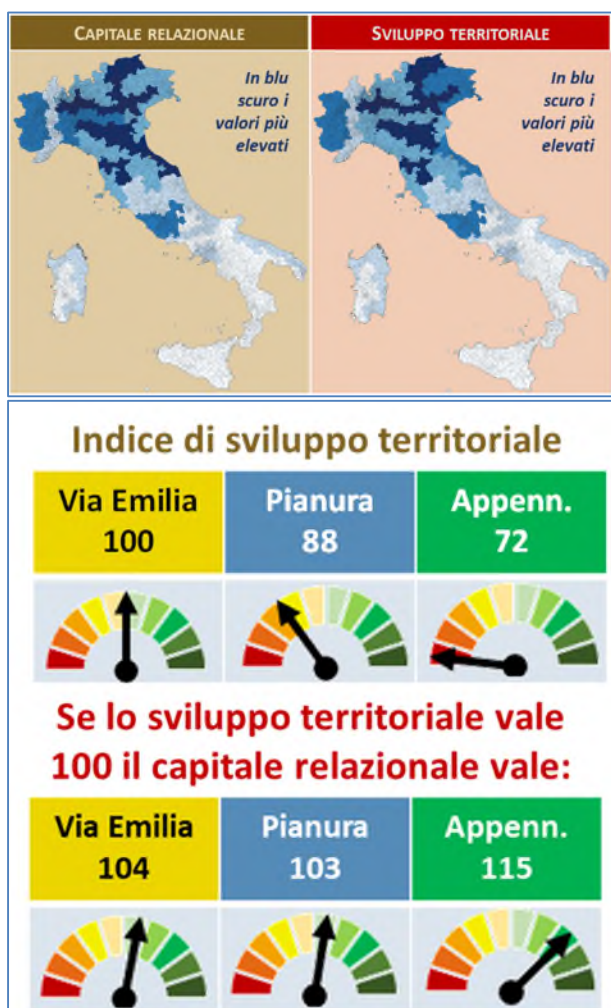 CAPITALE RELAZIONALE
SVILUPPO TERRITORIALE
In blu
scuro i
valori più
elevati
In blu
scuro i
valori più
elevati
Indice di sviluppo territoriale
Via Emilia
100
Pianura
88
Appenn.
72
Se lo sviluppo territoriale vale
100 il capitale relazionale vale:
Via Emilia
104
Pianura
103
Appenn.
115